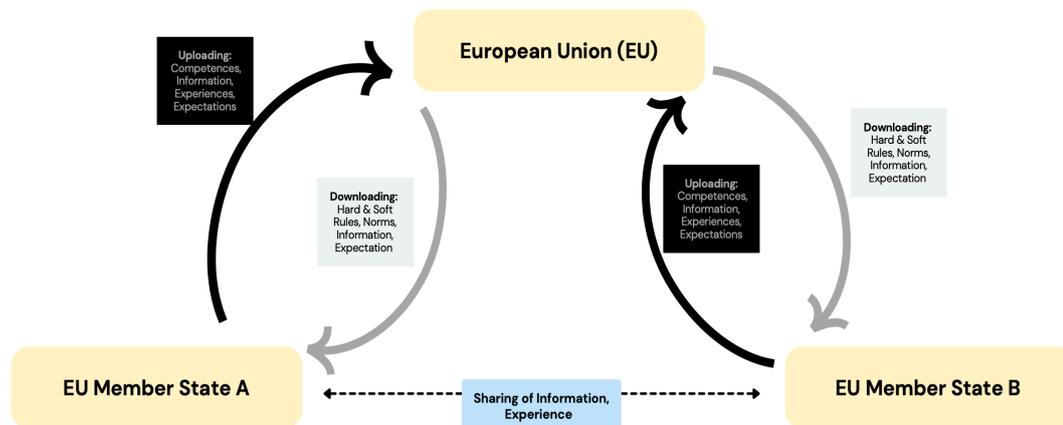 European Union (EU)
Uploading:
Competences,
Information,
Experiences,
Expectations
Downloading:
Hard & Soft
Rules, Norms,
Information,
Expectation
Uploading:
Competences,
Information,
Experiences,
Expectations
Downloading:
Hard & Soft
Rules, Norms,
Information,
Expectation
EU Member State A
Sharing of Information,
Experience
EU Member State B